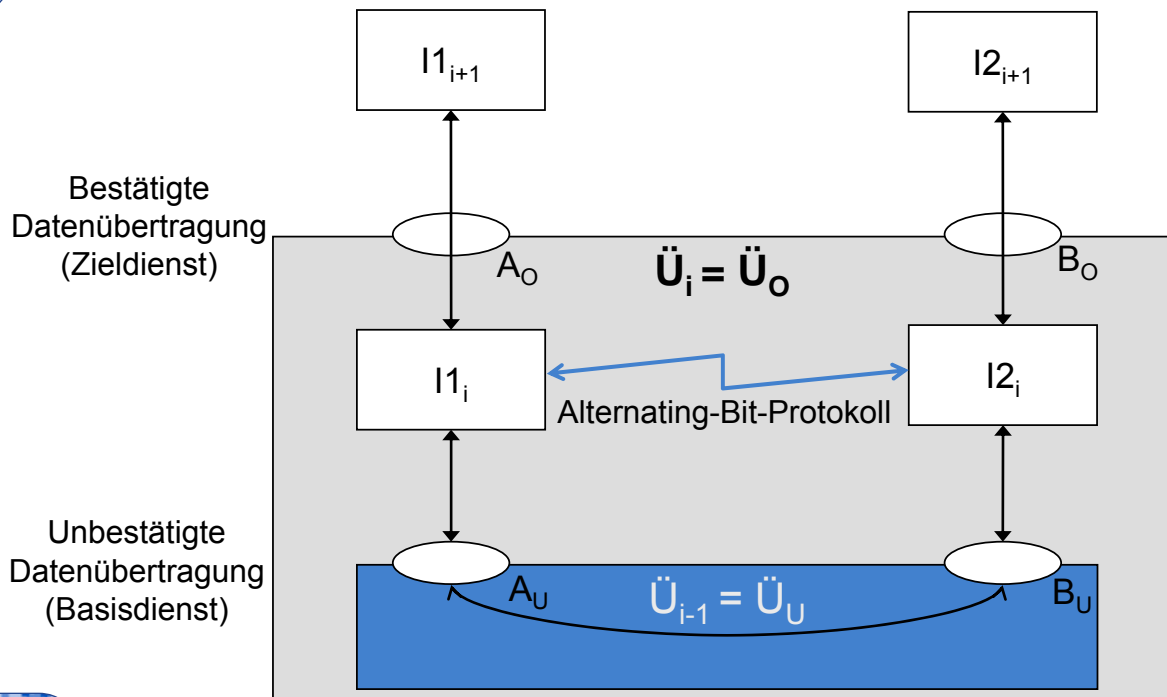 I1i+1
I2i+1
Bestätigte
Datenübertragung
(Zieldienst)
AO
Üi = ÜO
BO
I1i
I2i
Alternating-Bit-Protokoll
Unbestätigte
Datenübertragung
(Basisdienst)
AU
Üi-1 = ÜU
BU